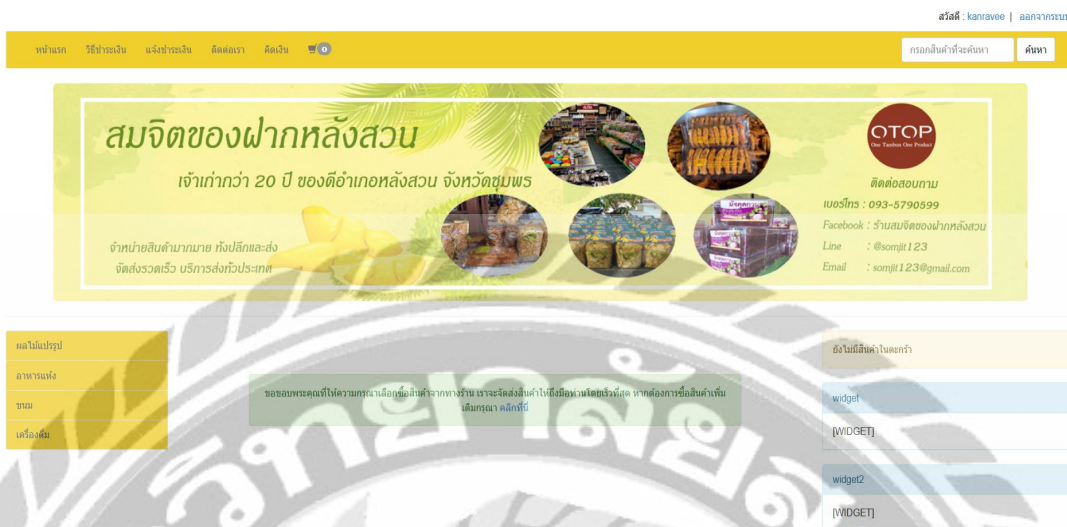 สวัสดี : kanravee | ออกจากระบบ
หน้าแรก วิธีชำระเงิน แจ้งชำระเงิน ติดต่อเรา คิดเงิน 0 กรอกสินค้าที่จะค้นหา ค้นหา
สมจิตของฝากหลังสวน
เจ้าเก่ากว่า 20 ปี ของดีอำเภอหลังสวน จังหวัดชุมพร
จำหน่ายสินค้ามากมาย ทั้งปลีกและส่ง
จัดส่งรวดเร็ว บริการส่งทั่วประเทศ
OTOP
One Tambon One Product
ติดต่อสอบถาม
เบอร์โทร : 093-5790599
Facebook : ร้านสมจิตของฝากหลังสวน
Line : @somjit123
Email : somjit123@gmail.com
ผลไม้แปรรูป
อาหารแห้ง
ขนม
เครื่องดื่ม
ขอขอบพระคุณที่ให้ความกรุณาเลือกซื้อสินค้าจากทางร้าน เราจะจัดส่งสินค้าให้ถึงมือท่านโดยเร็วที่สุด หากต้องการซื้อสินค้าเพิ่ม
เติมกรุณา คลิกที่นี่
ยังไม่มีสินค้าในตะกร้า
widget
[WIDGET]
widget2
[WIDGET]